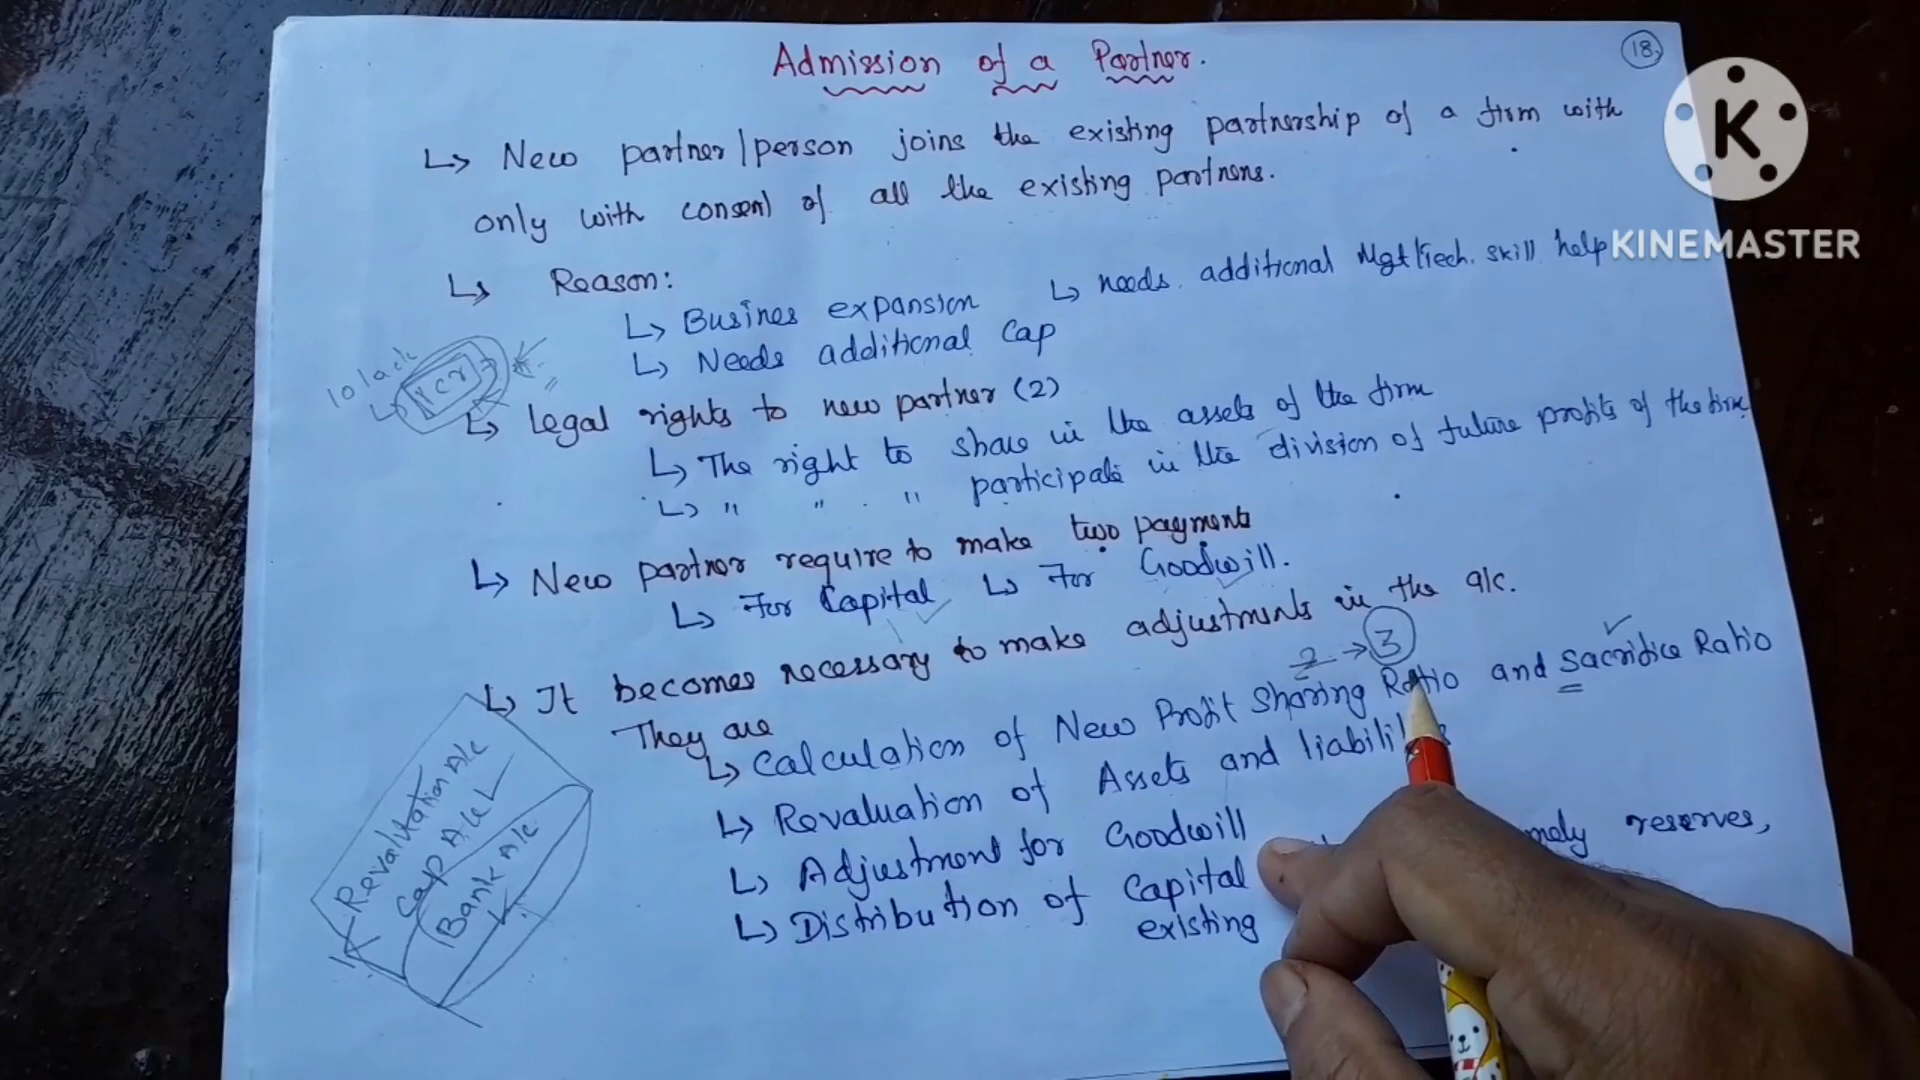 Admission of a Partner.
18.
↳ New partner/person joins the existing partnership of a firm with
only with consent of all the existing partners.
↳ Reason:
↳ Busines expansion ↳ needs additional Mgt/Tech. skill help
↳ Needs additional Cap
10 lack
1 cr
↳ Legal rights to new partner (2)
↳ The right to share in the assets of the firm
↳ " " " participate in the division of future profits of the firm
↳ New partner require to make two payments
↳ For Capital ↳ For Goodwill.
↳ It becomes necessary to make adjustments in the a/c.
2 → 3
They are
↳ Calculation of New Profit Sharing Ratio and Sacrifice Ratio
↳ Revaluation of Assets and
↳ Adjustment for Goodwill
↳ Distribution of Capital reserves,
existing
Revalutation A/c
Cap A/c
Bank A/c
K
KINEMASTER